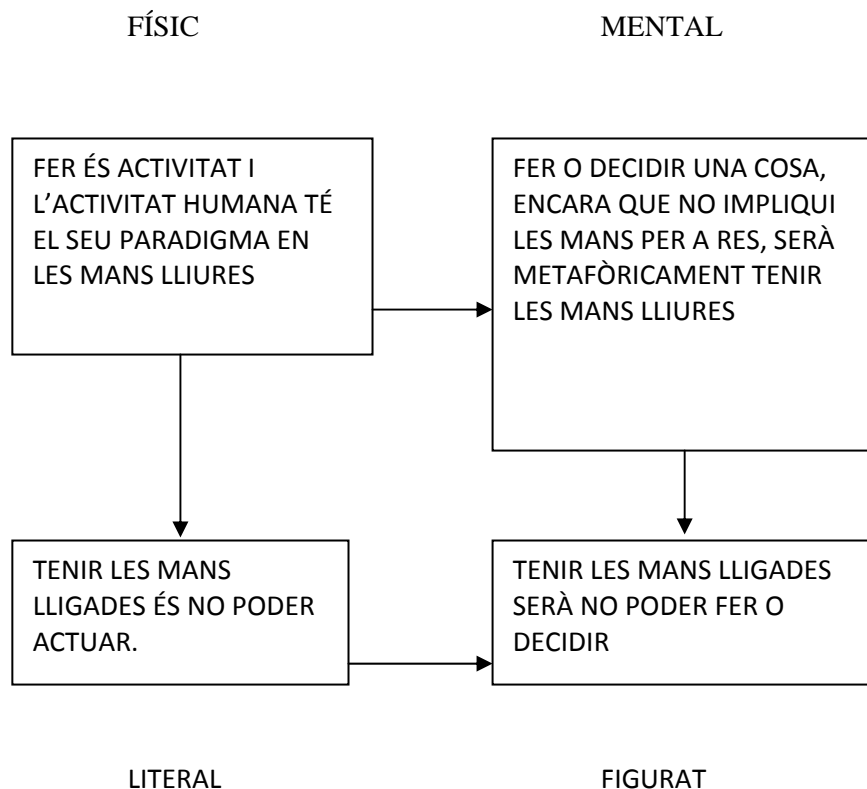 FÍSIC
MENTAL
FER ÉS ACTIVITAT I
L’ACTIVITAT HUMANA TÉ
EL SEU PARADIGMA EN
LES MANS LLIURES
FER O DECIDIR UNA COSA,
ENCARA QUE NO IMPLIQUI
LES MANS PER A RES, SERÀ
METAFÒRICAMENT TENIR
LES MANS LLIURES
TENIR LES MANS
LLIGADES ÉS NO PODER
ACTUAR.
TENIR LES MANS LLIGADES
SERÀ NO PODER FER O
DECIDIR
LITERAL
FIGURAT